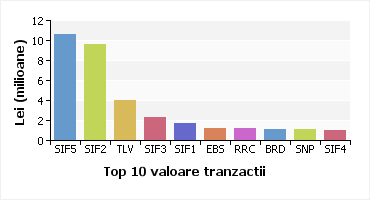 Lei (milioane)
12
10
8
6
4
2
0
SIF5 SIF2 TLV SIF3 SIF1 EBS RRC BRD SNP SIF4
Top 10 valoare tranzactii